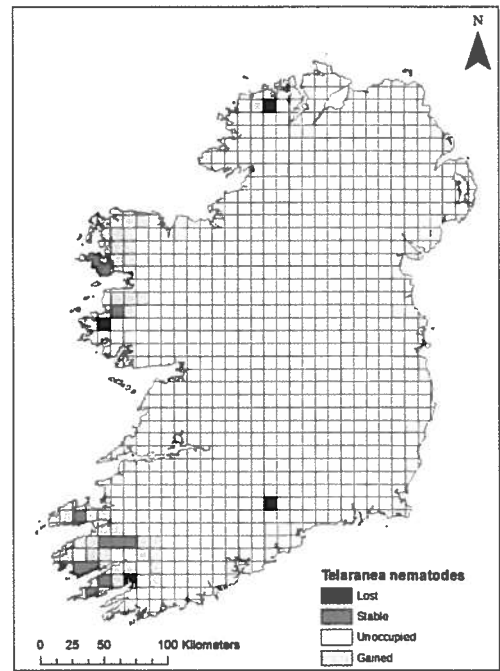 N
Telaranea nematodes
Lost
Stable
Unoccupied
Gained
0 25 50 100 Kilometers